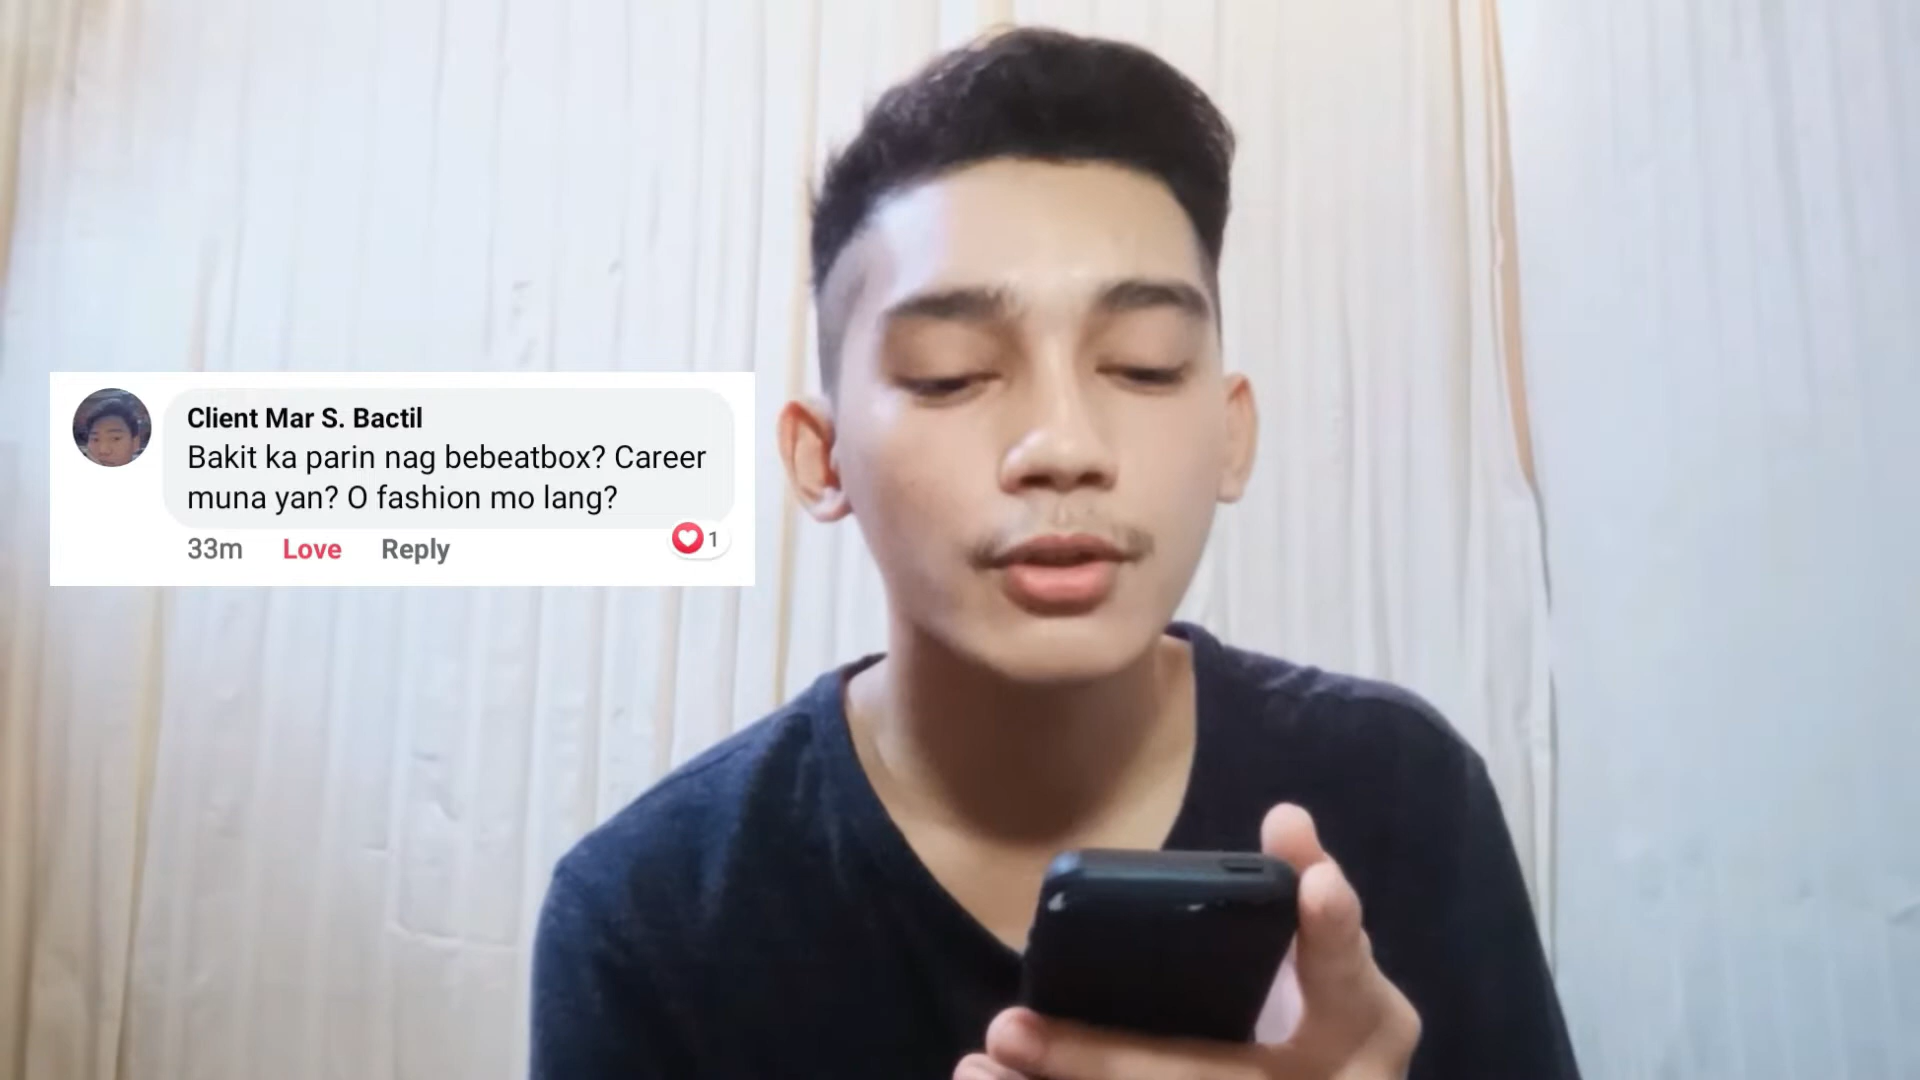 Client Mar S. Bactil
Bakit ka parin nag bebeatbox? Career
muna yan? O fashion mo lang?
33m Love Reply 1